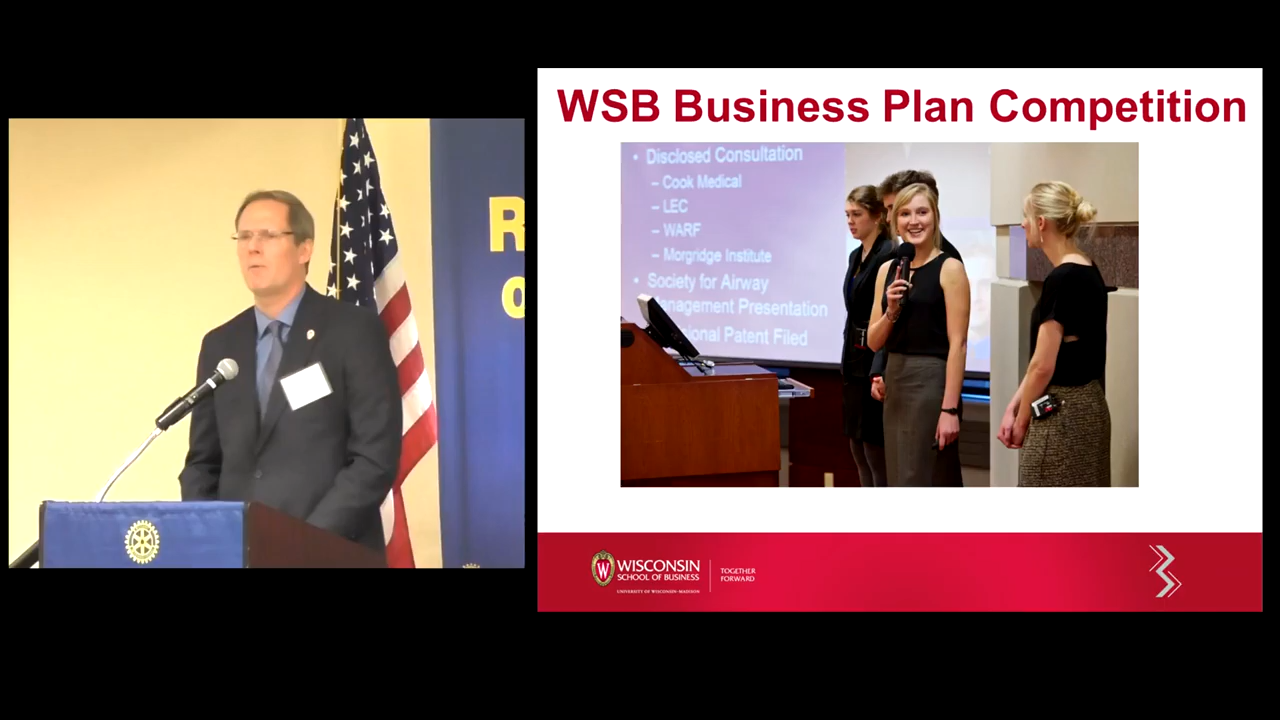 WSB Business Plan Competition
• Disclosed Consultation
– Cook Medical
– LEC
– WARF
– Morgridge Institute
• Society for Airway
Management Presentation
Patent Filed
R
O
W
WISCONSIN
SCHOOL OF BUSINESS
UNIVERSITY OF WISCONSIN-MADISON
TOGETHER
FORWARD